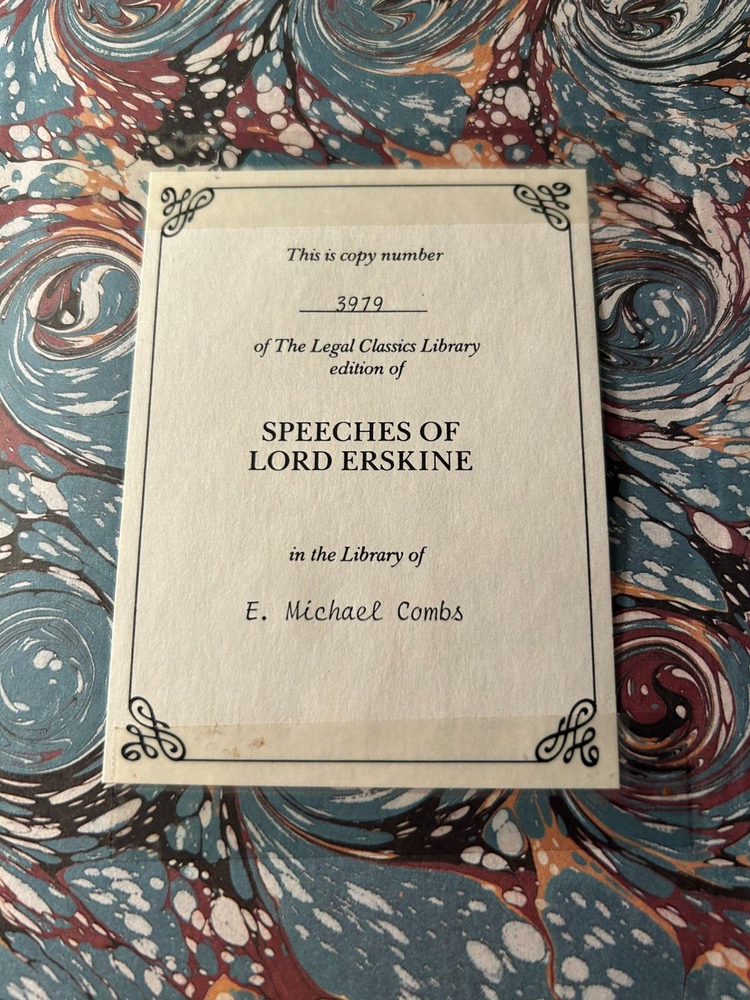 This is copy number
3979
of The Legal Classics Library
edition of
SPEECHES OF
LORD ERSKINE
in the Library of
E. Michael Combs